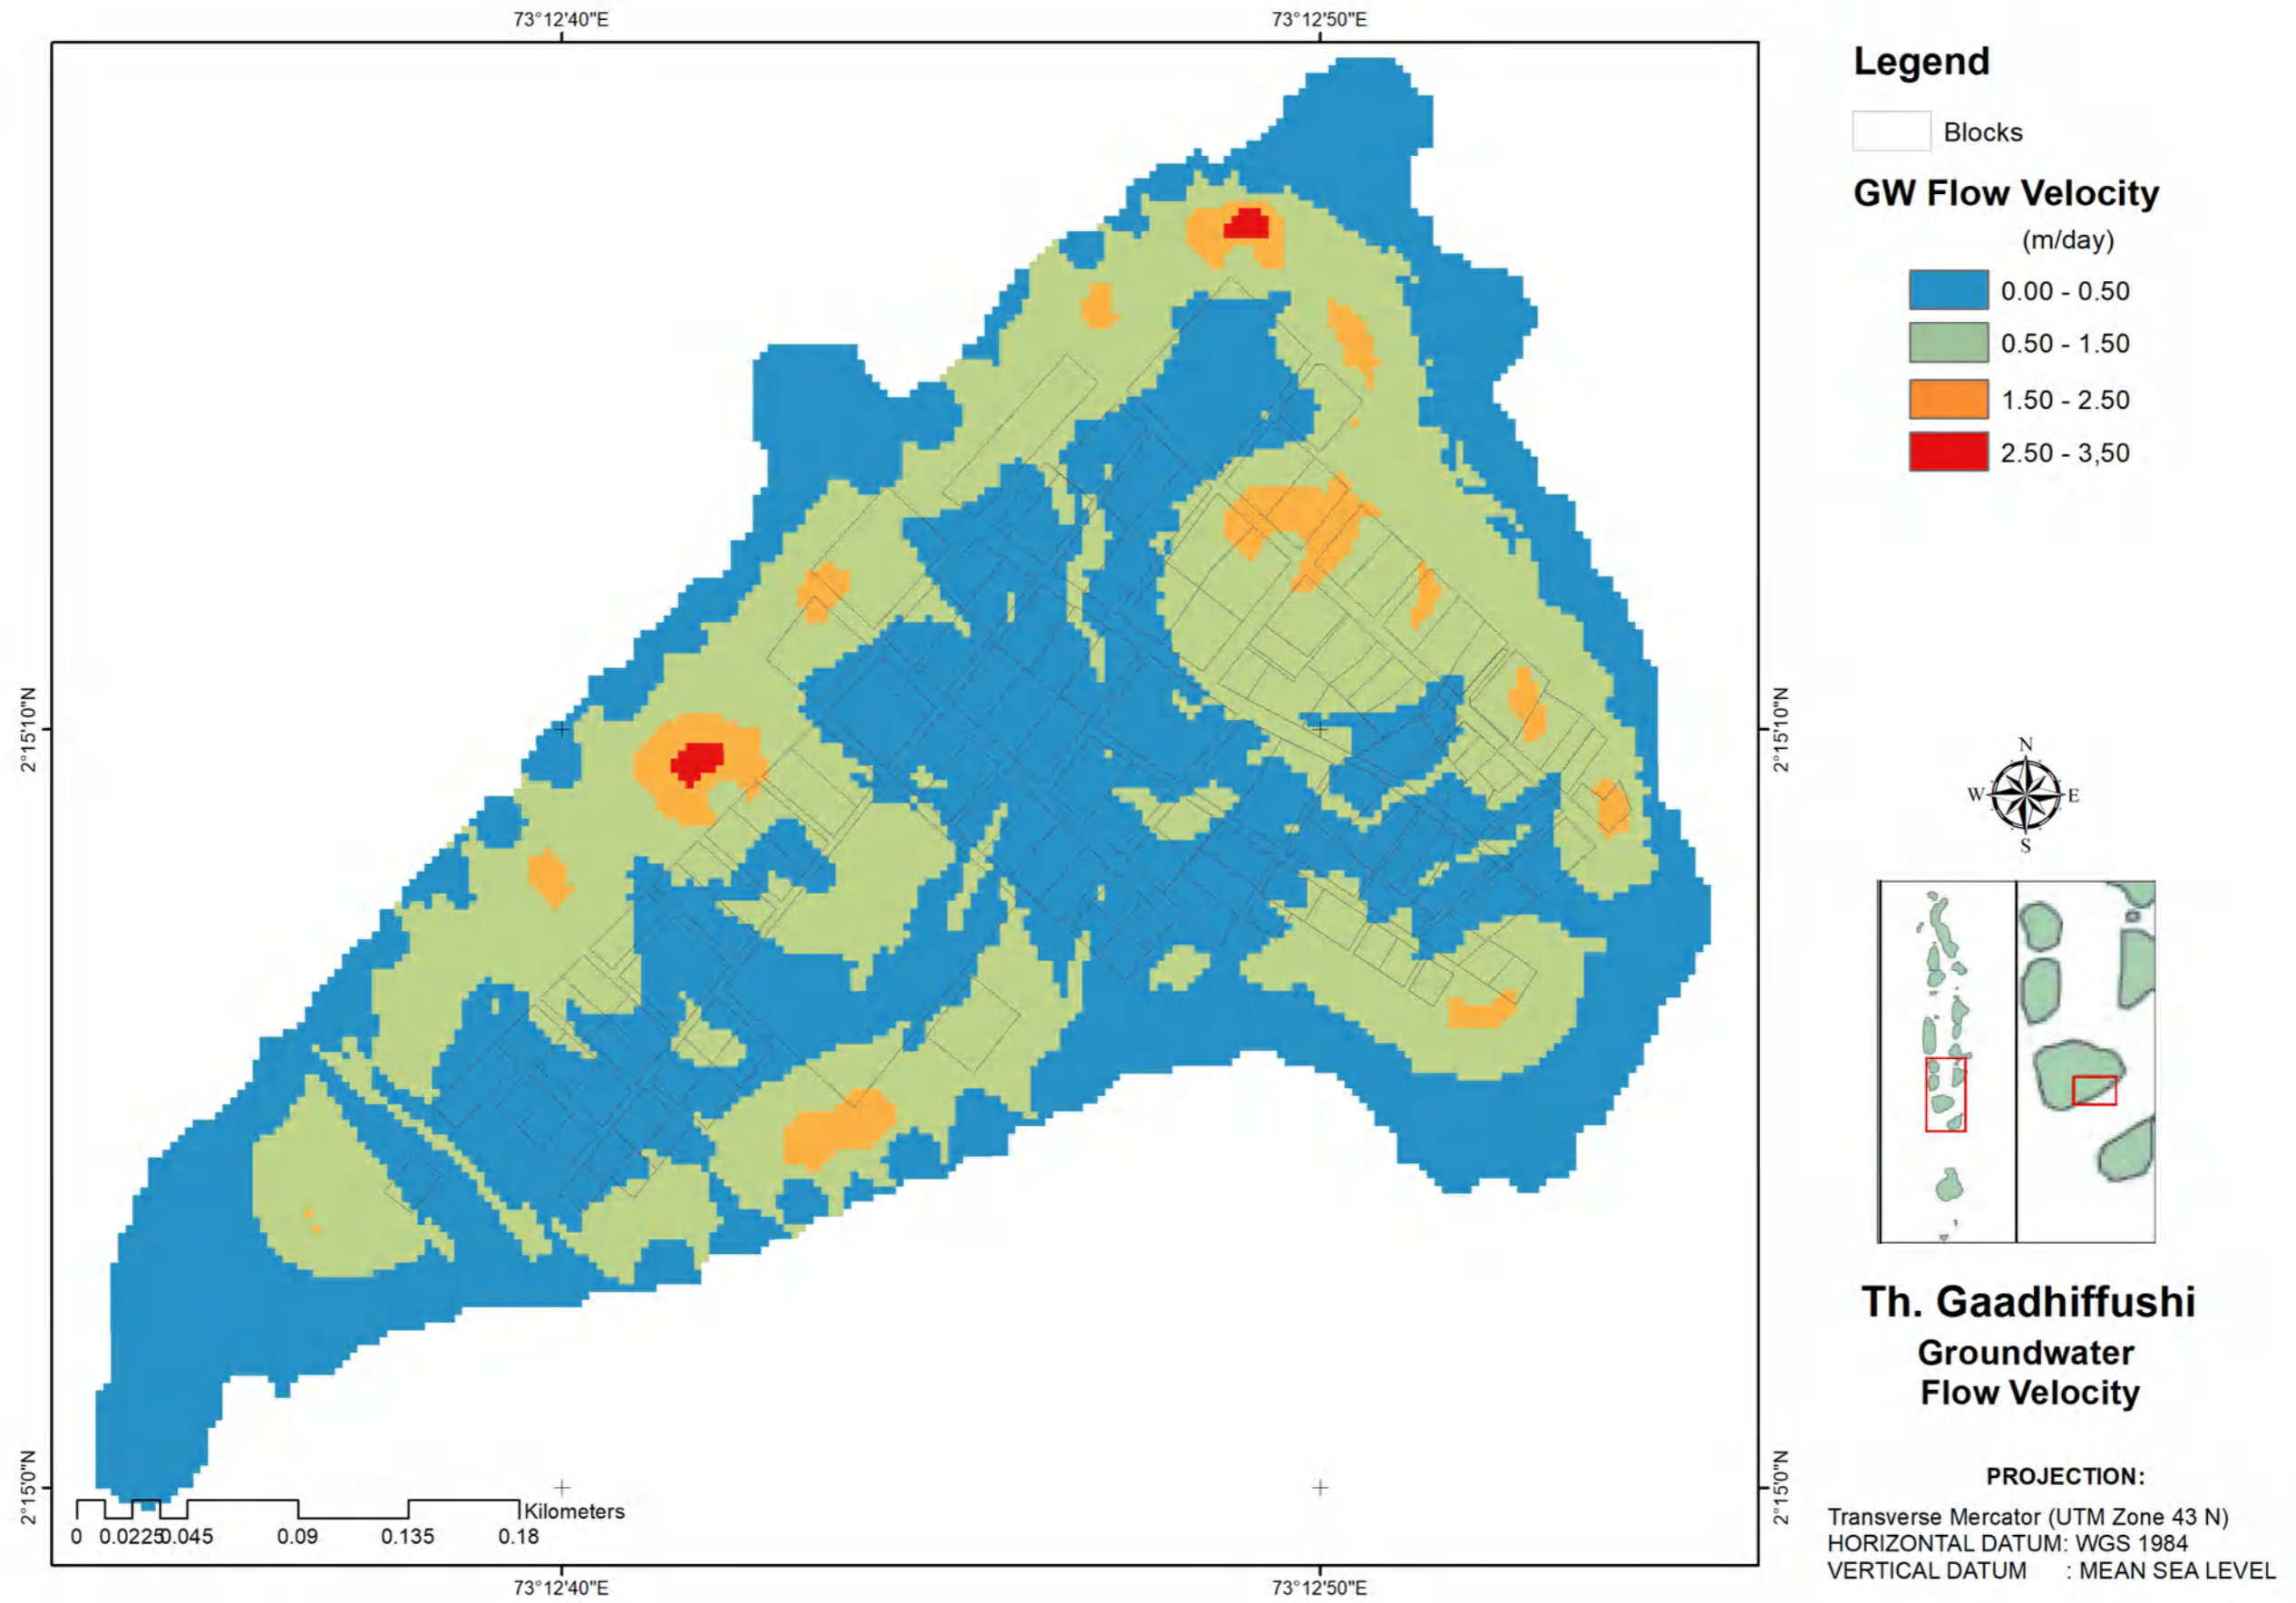 73°12'40"E
73°12'50"E
Legend
Blocks
GW Flow Velocity
(m/day)
0.00 - 0.50
0.50 - 1.50
1.50 - 2.50
2.50 - 3,50
2°15'10"N
2°15'10"N
N
W E
S
Th. Gaadhiffushi
Groundwater
Flow Velocity
PROJECTION:
Transverse Mercator (UTM Zone 43 N)
HORIZONTAL DATUM: WGS 1984
VERTICAL DATUM : MEAN SEA LEVEL
2°15'0"N
2°15'0"N
Kilometers
0 0.0225 0.045 0.09 0.135 0.18
73°12'40"E
73°12'50"E